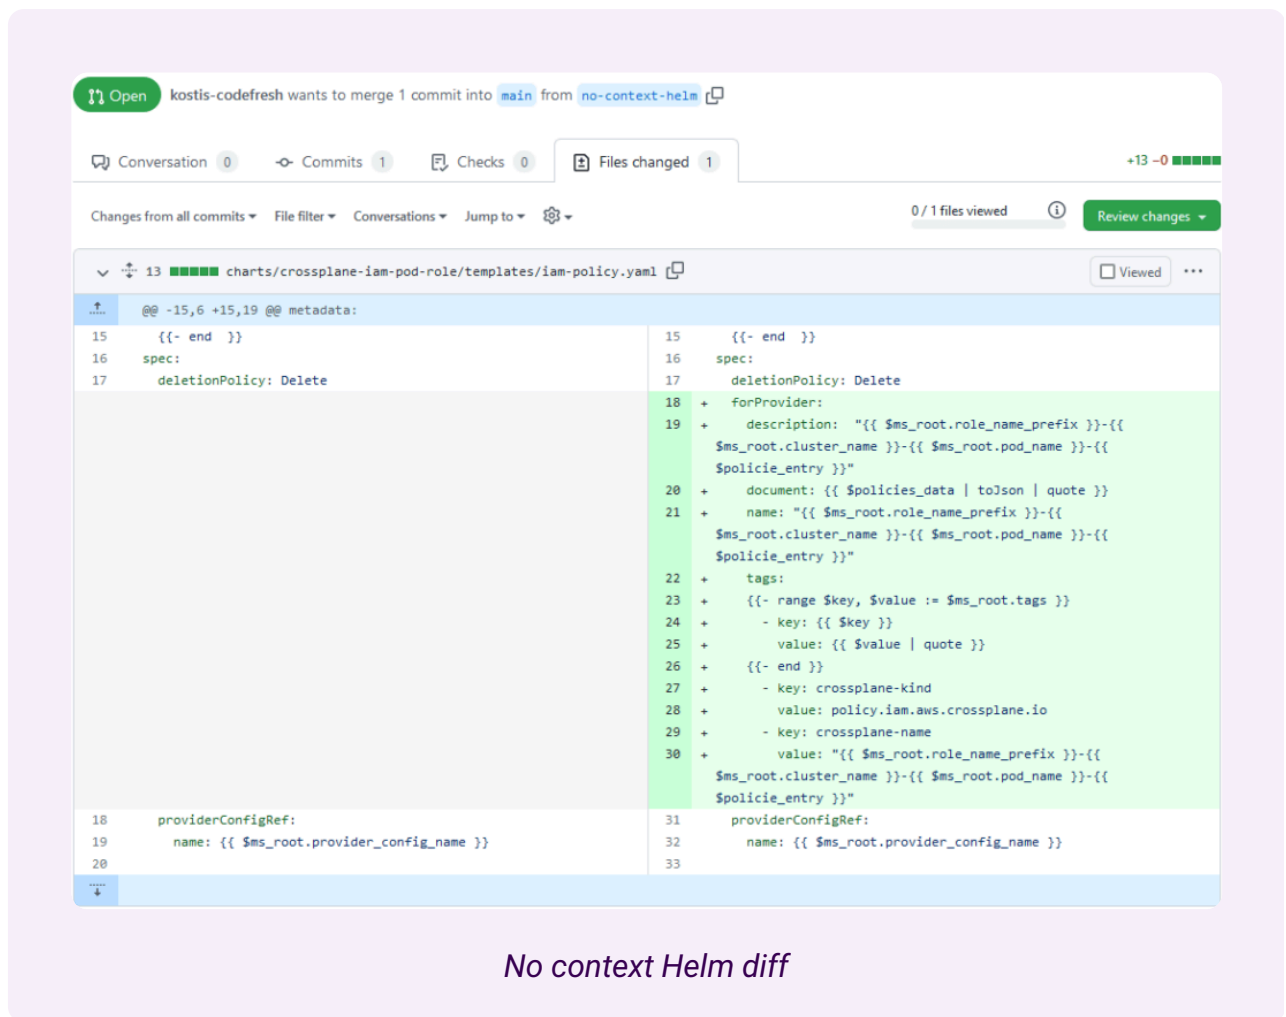 Open kostis-codefresh wants to merge 1 commit into main from no-context-helm
Conversation 0 Commits 1 Checks 0 Files changed 1 +13 −0
Changes from all commits File filter Conversations Jump to 0 / 1 files viewed Review changes
13 charts/crossplane-iam-pod-role/templates/iam-policy.yaml Viewed
@@ -15,6 +15,19 @@ metadata:
15 {{- end }}
16 spec:
17 deletionPolicy: Delete
18 providerConfigRef:
19 name: {{ $ms_root.provider_config_name }}
20
15 {{- end }}
16 spec:
17 deletionPolicy: Delete
18 + forProvider:
19 + description: "{{ $ms_root.role_name_prefix }}-{{
$ms_root.cluster_name }}-{{ $ms_root.pod_name }}-{{
$policie_entry }}"
20 + document: {{ $policies_data | toJson | quote }}
21 + name: "{{ $ms_root.role_name_prefix }}-{{
$ms_root.cluster_name }}-{{ $ms_root.pod_name }}-{{
$policie_entry }}"
22 + tags:
23 + {{- range $key, $value := $ms_root.tags }}
24 + - key: {{ $key }}
25 + value: {{ $value | quote }}
26 + {{- end }}
27 + - key: crossplane-kind
28 + value: policy.iam.aws.crossplane.io
29 + - key: crossplane-name
30 + value: "{{ $ms_root.role_name_prefix }}-{{
$ms_root.cluster_name }}-{{ $ms_root.pod_name }}-{{
$policie_entry }}"
31 providerConfigRef:
32 name: {{ $ms_root.provider_config_name }}
33
No context Helm diff